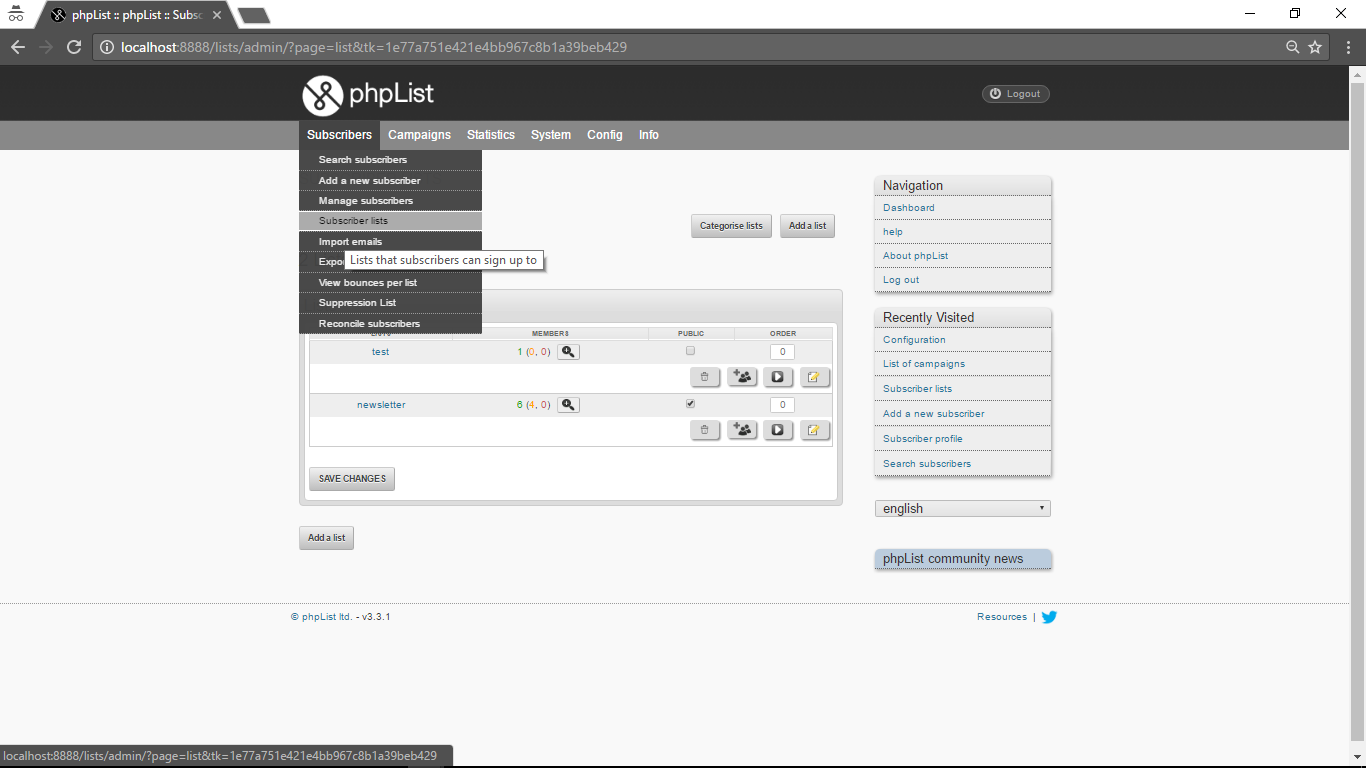 phpList :: phpList :: Subsc
localhost:8888/lists/admin/?page=list&tk=1e77a751e421e4bb967c8b1a39beb429
phpList
Logout
Subscribers Campaigns Statistics System Config Info
Search subscribers
Add a new subscriber
Manage subscribers
Subscriber lists
Import emails
Expo
Lists that subscribers can sign up to
View bounces per list
Suppression List
Reconcile subscribers
Categorise lists Add a list
MEMBERS PUBLIC ORDER
test 1 (0, 0) 0
newsletter 6 (4, 0) 0
SAVE CHANGES
Add a list
Navigation
Dashboard
help
About phpList
Log out
Recently Visited
Configuration
List of campaigns
Subscriber lists
Add a new subscriber
Subscriber profile
Search subscribers
english
phpList community news
© phpList ltd. - v3.3.1
Resources |
localhost:8888/lists/admin/?page=list&tk=1e77a751e421e4bb967c8b1a39beb429